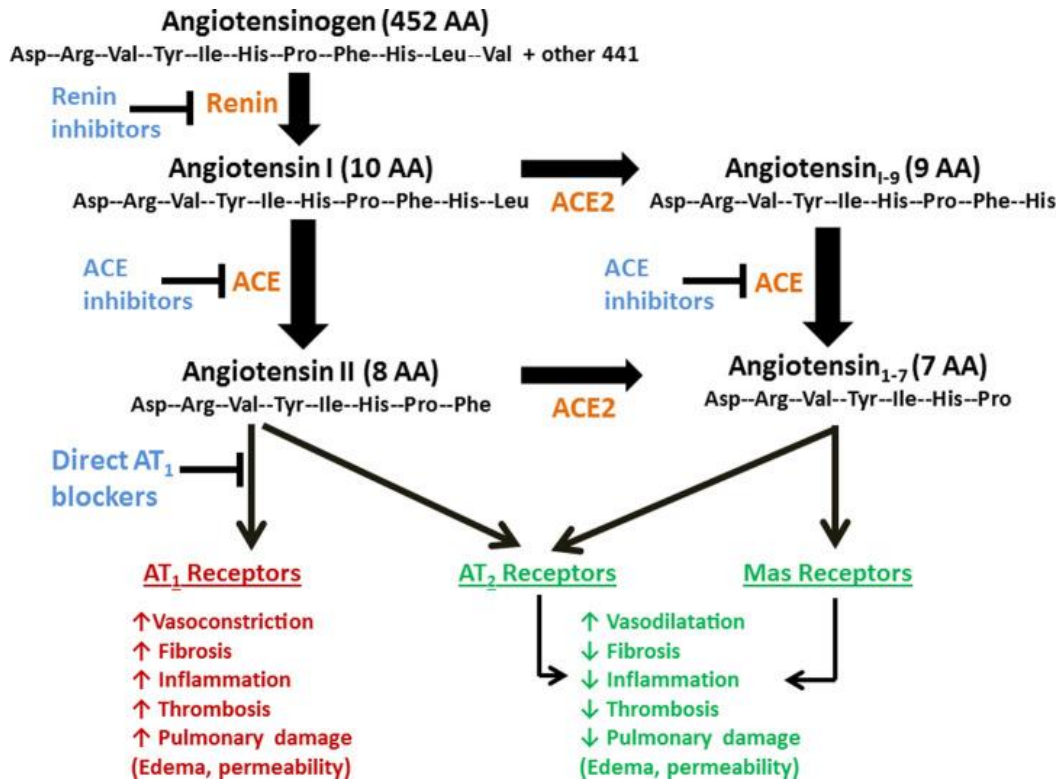 Angiotensinogen (452 AA)
Asp--Arg--Val--Tyr--Ile--His--Pro--Phe--His--Leu--Val + other 441
Renin
inhibitors
Renin
Angiotensin I (10 AA)
Asp--Arg--Val--Tyr--Ile--His--Pro--Phe--His--Leu
ACE2
Angiotensin I-9 (9 AA)
Asp--Arg--Val--Tyr--Ile--His--Pro--Phe--His
ACE
inhibitors
ACE
ACE
inhibitors
ACE
Angiotensin II (8 AA)
Asp--Arg--Val--Tyr--Ile--His--Pro--Phe
ACE2
Angiotensin 1-7 (7 AA)
Asp--Arg--Val--Tyr--Ile--His--Pro
Direct AT1
blockers
AT1 Receptors
AT2 Receptors
Mas Receptors
↑Vasoconstriction
↑ Fibrosis
↑ Inflammation
↑ Thrombosis
↑ Pulmonary damage
(Edema, permeability)
↑ Vasodilatation
↓ Fibrosis
↓ Inflammation
↓ Thrombosis
↓ Pulmonary damage
(Edema, permeability)